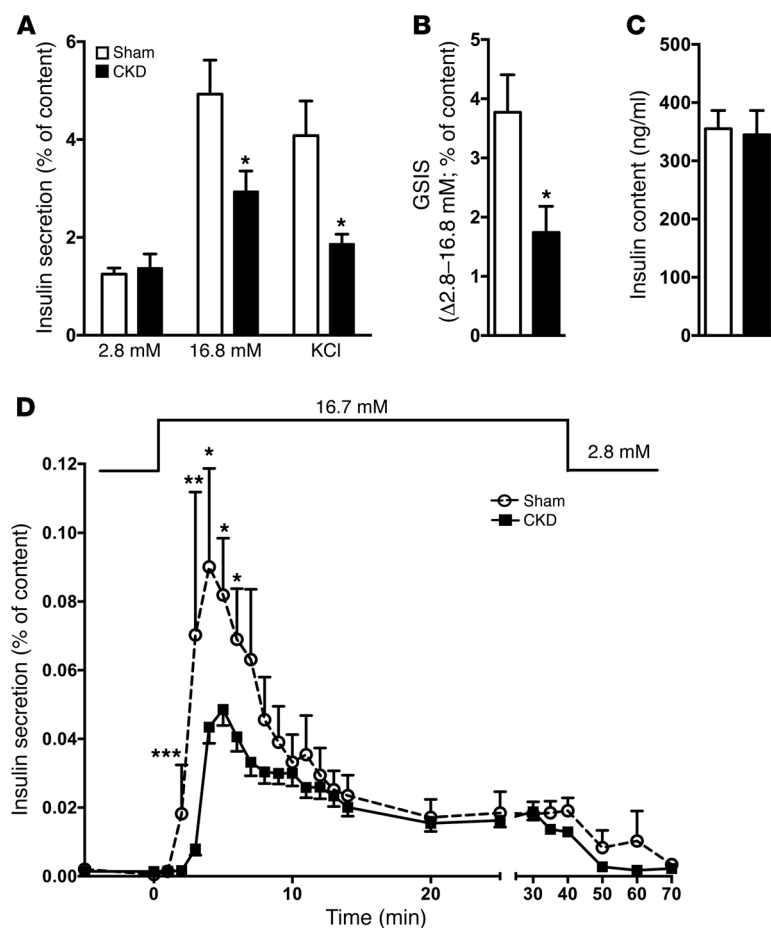 A
Insulin secretion (% of content)
6
4
2
0
Sham
CKD
*
*
2.8 mM
16.8 mM
KCl
B
GSIS
(Δ2.8–16.8 mM; % of content)
5
4
3
2
1
0
*
C
Insulin content (ng/ml)
500
400
300
200
100
0
D
16.7 mM
2.8 mM
Insulin secretion (% of content)
0.12
0.10
0.08
0.06
0.04
0.02
0.00
***
**
*
*
*
Sham
CKD
0
10
20
30
40
50
60
70
Time (min)